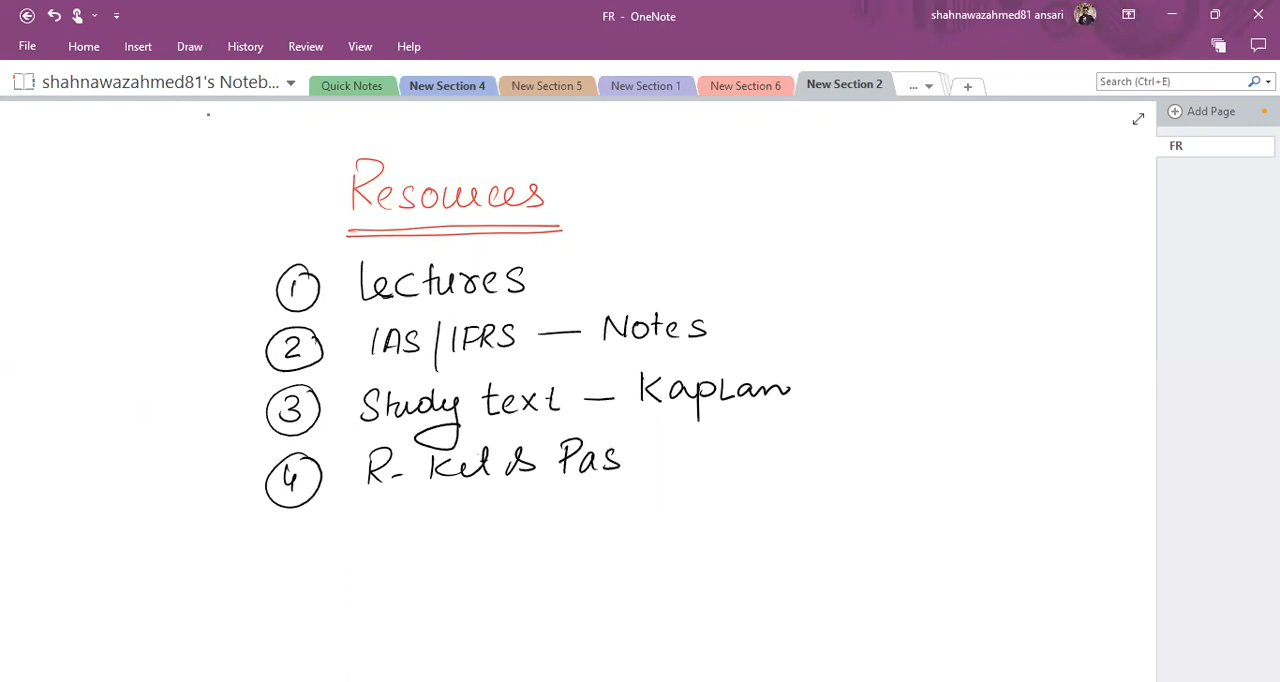 FR - OneNote
shahnawazahmed81 ansari
File Home Insert Draw History Review View Help
shahnawazahmed81's Noteb... Quick Notes New Section 4 New Section 5 New Section 1 New Section 6 New Section 2 ... + Search (Ctrl+E)
Add Page
FR
Resources
1 Lectures
2 IAS/IFRS — Notes
3 Study text — Kaplan
4 R- Kit & Pas